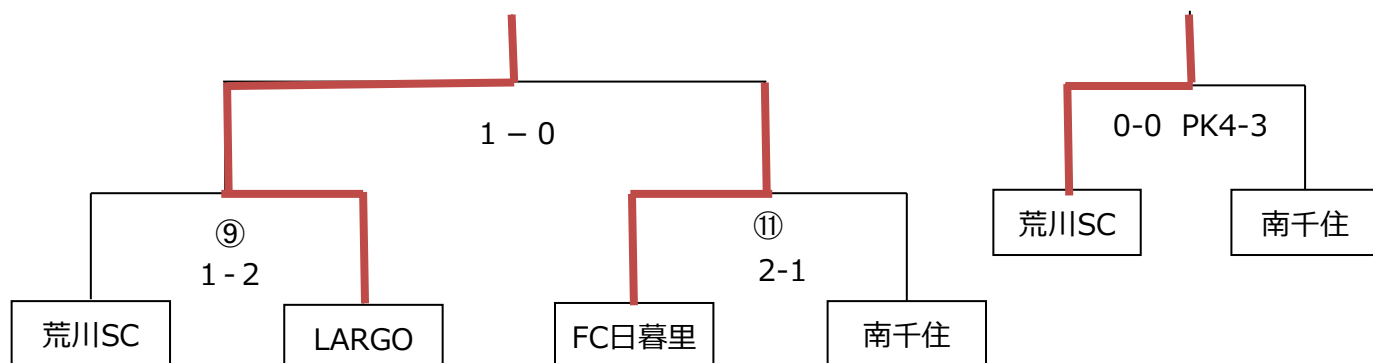 1 – 0
0-0 PK4-3
⑨
1-2
⑪
2-1
荒川SC
南千住
荒川SC
LARGO
FC日暮里
南千住